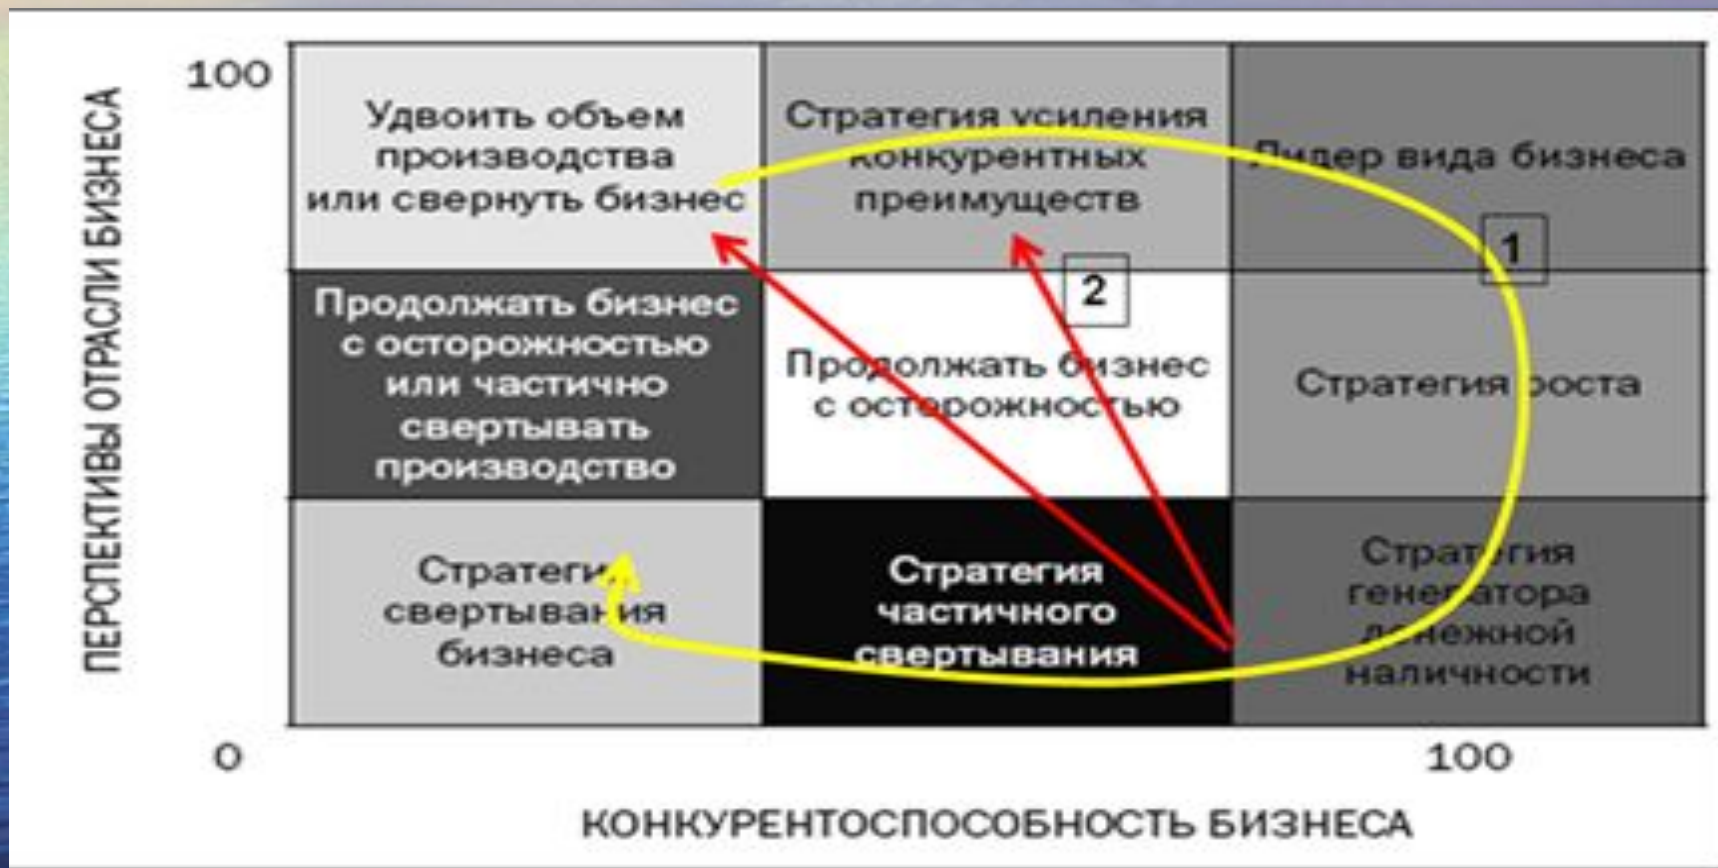 ПЕРСПЕКТИВЫ ОТРАСЛИ БИЗНЕСА
100
Удвоить объем
производства
или свернуть бизнес
Стратегия усиления
конкурентных
преимуществ
Лидер вида бизнеса
1
2
Продолжать бизнес
с осторожностью
или частично
свертывать
производство
Продолжать бизнес
с осторожностью
Стратегия роста
Стратегия
свертывания
бизнеса
Стратегия
частичного
свертывания
Стратегия
генератора
денежной
наличности
0
100
КОНКУРЕНТОСПОСОБНОСТЬ БИЗНЕСА